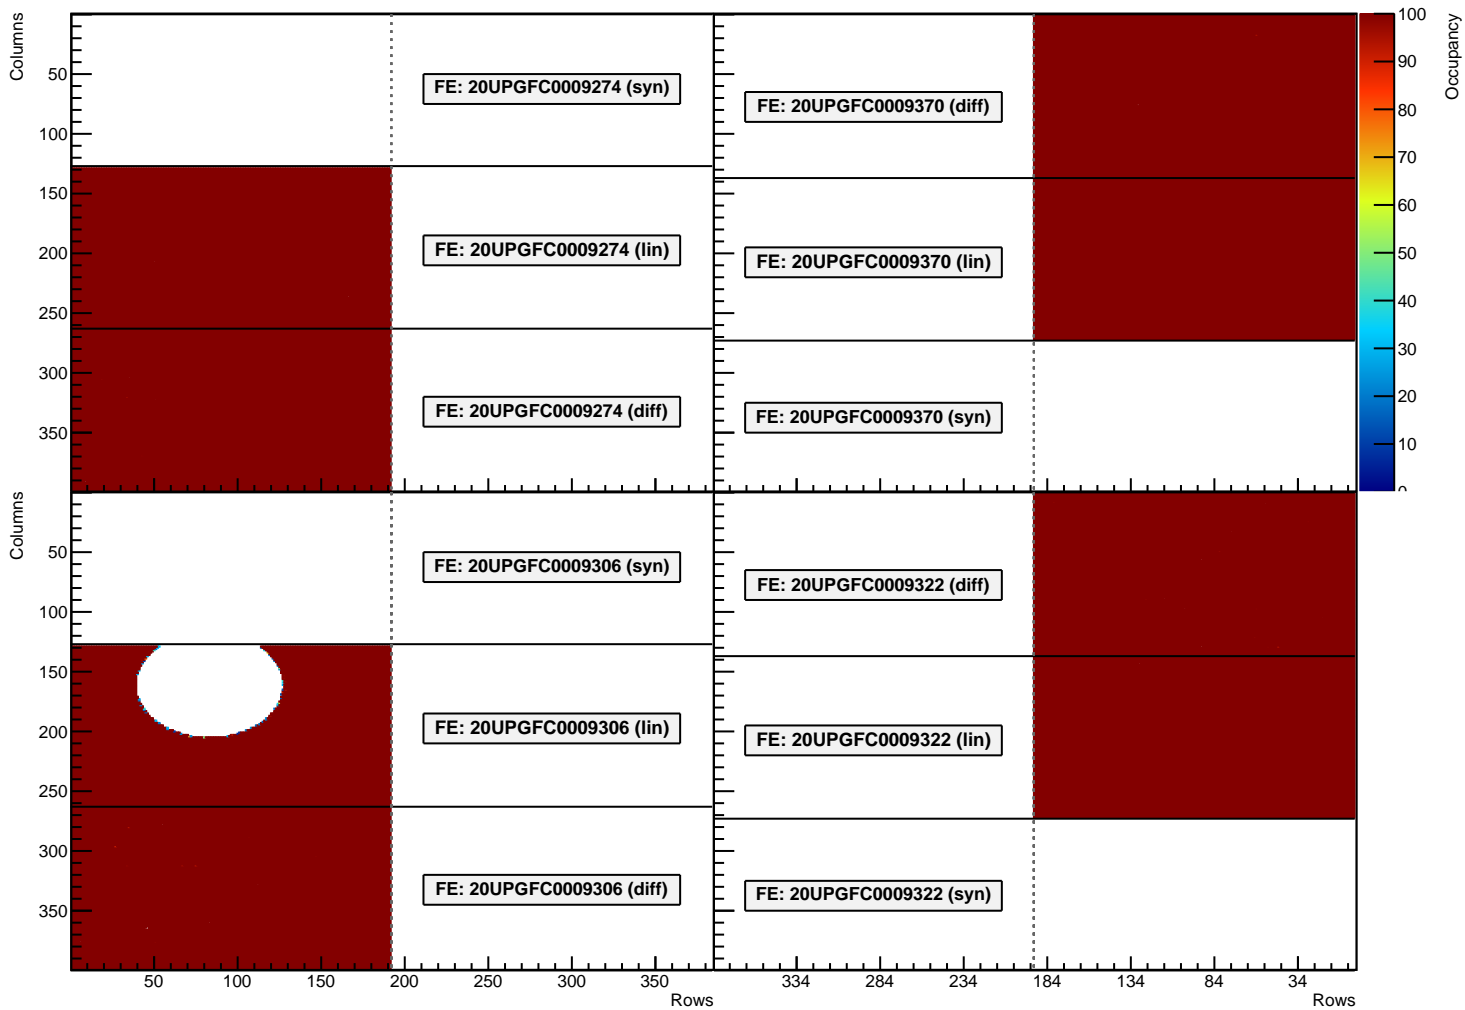 Columns
50
100
150
200
250
300
350
FE: 20UPGFC0009274 (syn)
FE: 20UPGFC0009274 (lin)
FE: 20UPGFC0009274 (diff)
FE: 20UPGFC0009370 (diff)
FE: 20UPGFC0009370 (lin)
FE: 20UPGFC0009370 (syn)
100
90
80
70
60
50
40
30
20
10
0
Occupancy
Columns
50
100
150
200
250
300
350
FE: 20UPGFC0009306 (syn)
FE: 20UPGFC0009306 (lin)
FE: 20UPGFC0009306 (diff)
FE: 20UPGFC0009322 (diff)
FE: 20UPGFC0009322 (lin)
FE: 20UPGFC0009322 (syn)
50 100 150 200 250 300 350
Rows
334 284 234 184 134 84 34
Rows